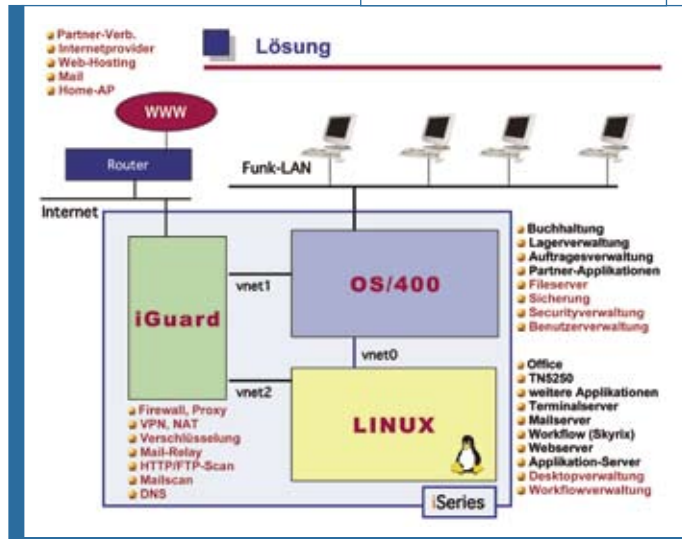 Partner-Verb.
Internetprovider
Web-Hosting
Mail
Home-AP
Lösung
WWW
Router
Funk-LAN
Internet
iGuard
vnet1
OS/400
vnet0
vnet2
LINUX
Buchhaltung
Lagerverwaltung
Auftragesverwaltung
Partner-Applikationen
Fileserver
Sicherung
Securityverwaltung
Benutzerverwaltung
Office
TN5250
weitere Applikationen
Terminalserver
Mailserver
Workflow (Skyrix)
Webserver
Applikation-Server
Desktopverwaltung
Workflowverwaltung
Firewall, Proxy
VPN, NAT
Verschlüsselung
Mail-Relay
HTTP/FTP-Scan
Mailscan
DNS
iSeries